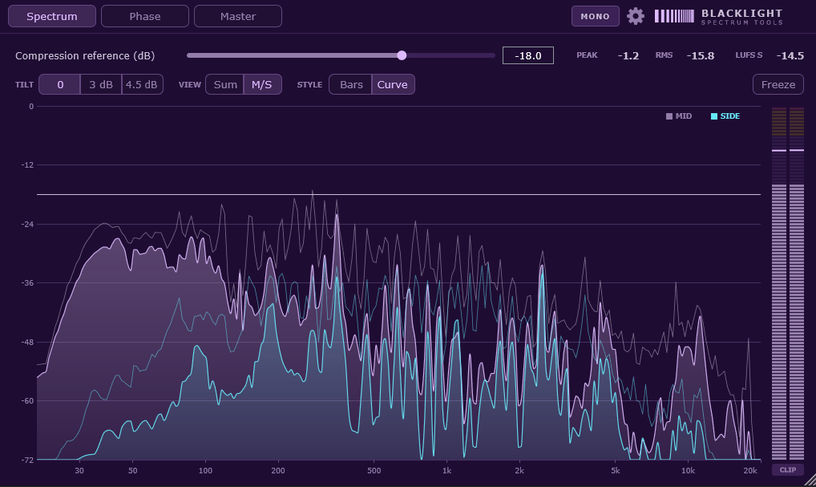 Spectrum Phase Master MONO BLACKLIGHT
SPECTRUM TOOLS
Compression reference (dB) -18.0 PEAK -1.2 RMS -15.8 LUFS S -14.5
TILT 0 3 dB 4.5 dB VIEW Sum M/S STYLE Bars Curve Freeze
0
MID SIDE
-12
-24
-36
-48
-60
-72
30 50 100 200 500 1k 2k 5k 10k 20k
CLIP